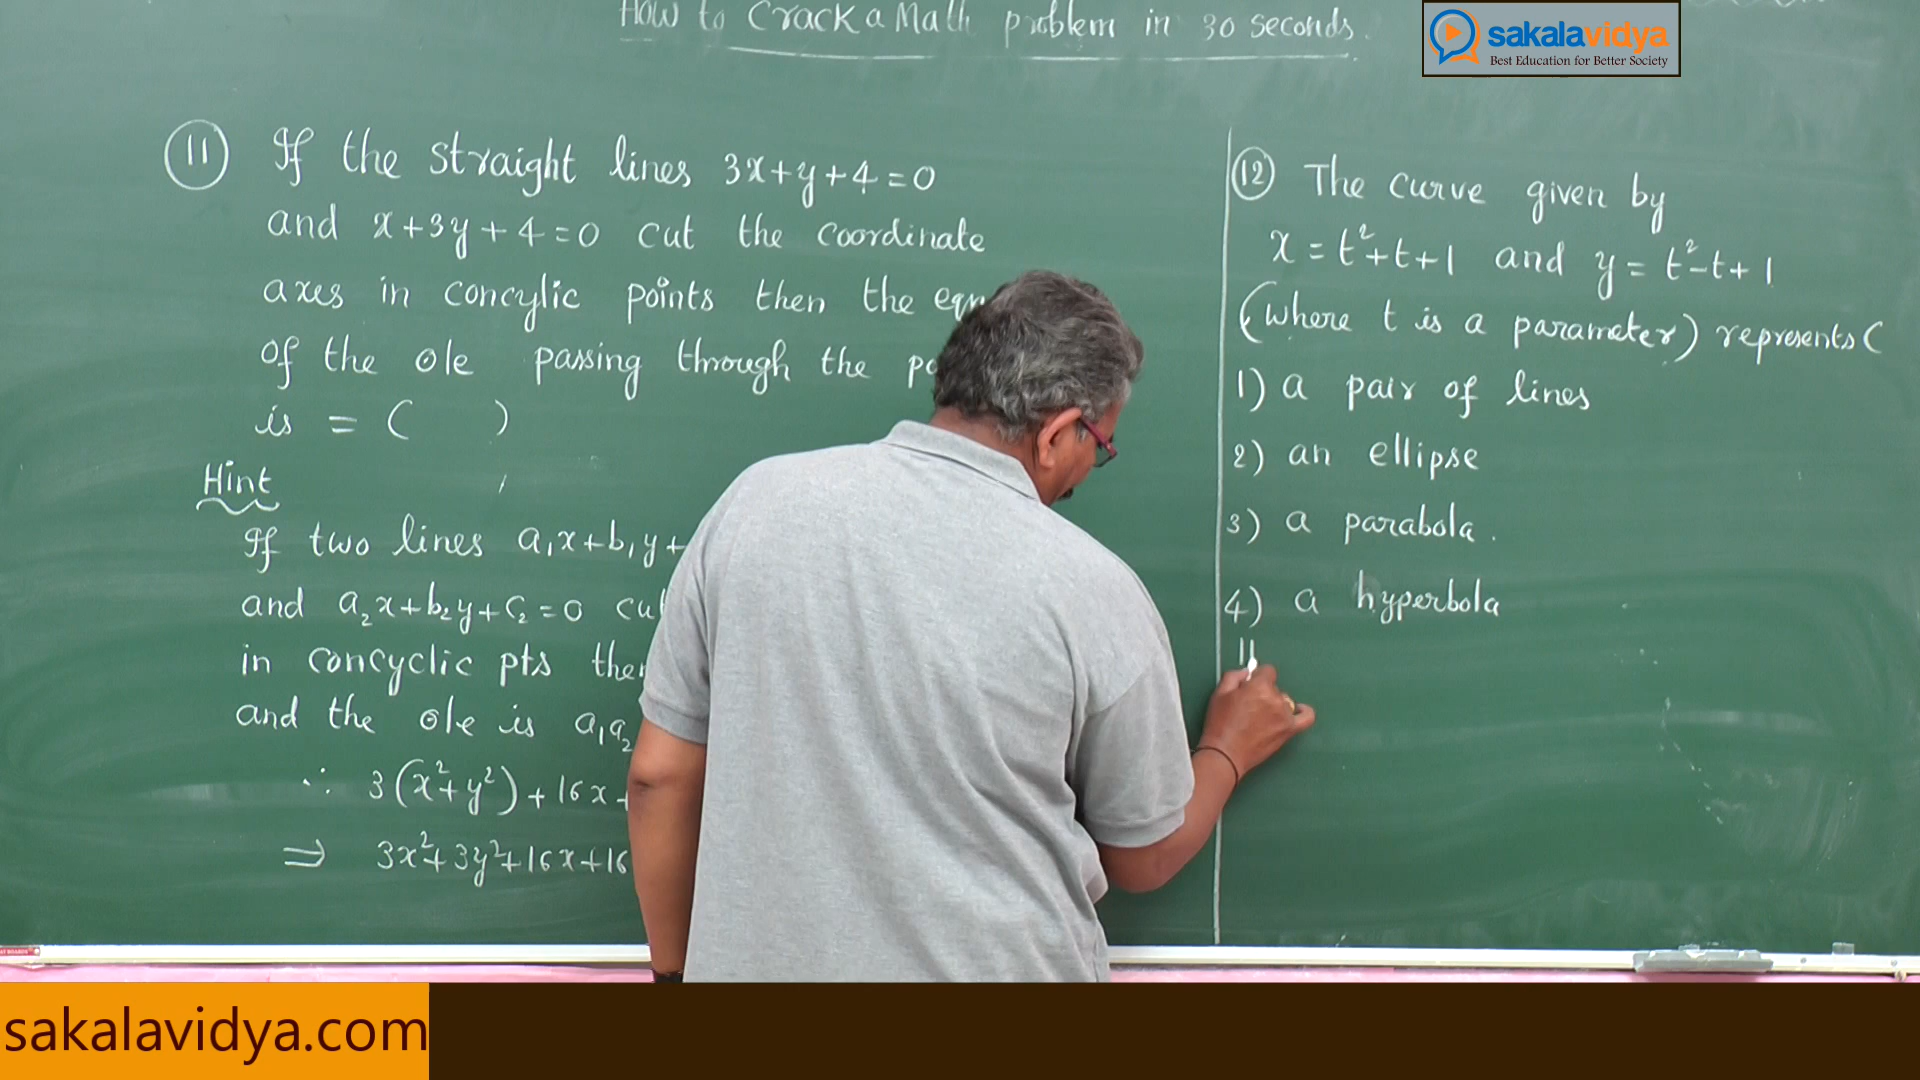 How to Crack a Math problem in 30 seconds.
sakalavidya
Best Education for Better Society
11 If the straight lines 3x+y+4=0
and x+3y+4=0 cut the coordinate
axes in concylic points then the eq
of the ole passing through the po
is = ( )
Hint
If two lines a₁x+b₁y+
and a₂x+b₂y+c₂=0 cut
in concyclic pts then
and the ole is a₁a₂
∴ 3(x²+y²)+16x+
⇒ 3x²+3y²+16x+16
12 The curve given by
x=t²+t+1 and y=t²-t+1
(where t is a parameter) represents (
1) a pair of lines
2) an ellipse
3) a parabola.
4) a hyperbola
sakalavidya.com